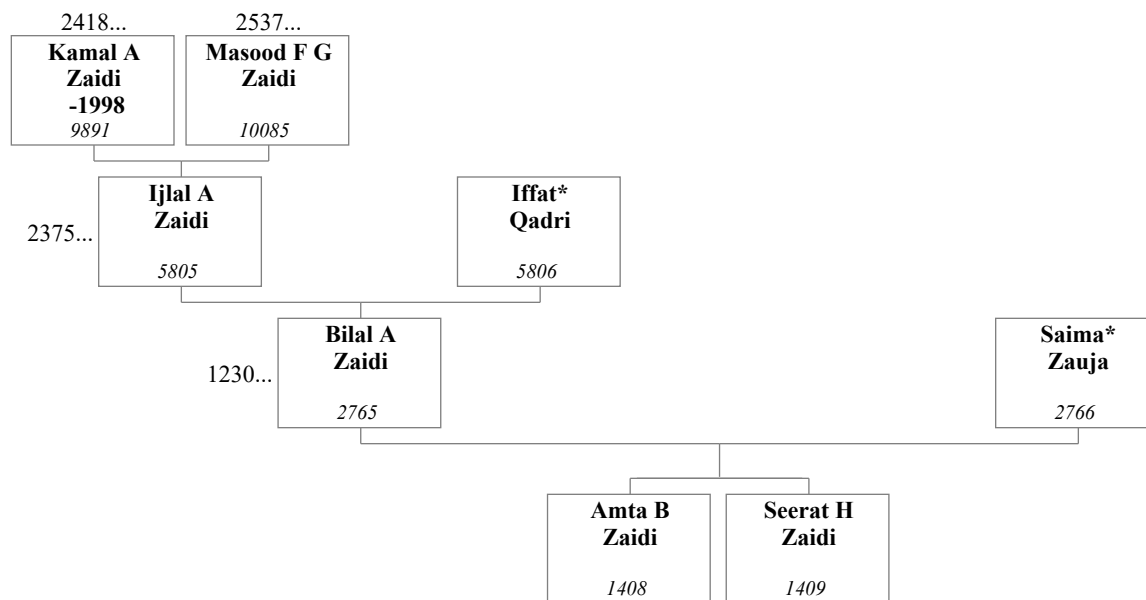 2418...
2537...
Kamal A
Zaidi
-1998
9891
Masood F G
Zaidi
10085
2375...
Ijlal A
Zaidi
5805
Iffat*
Qadri
5806
1230...
Bilal A
Zaidi
2765
Saima*
Zauja
2766
Amta B
Zaidi
1408
Seerat H
Zaidi
1409